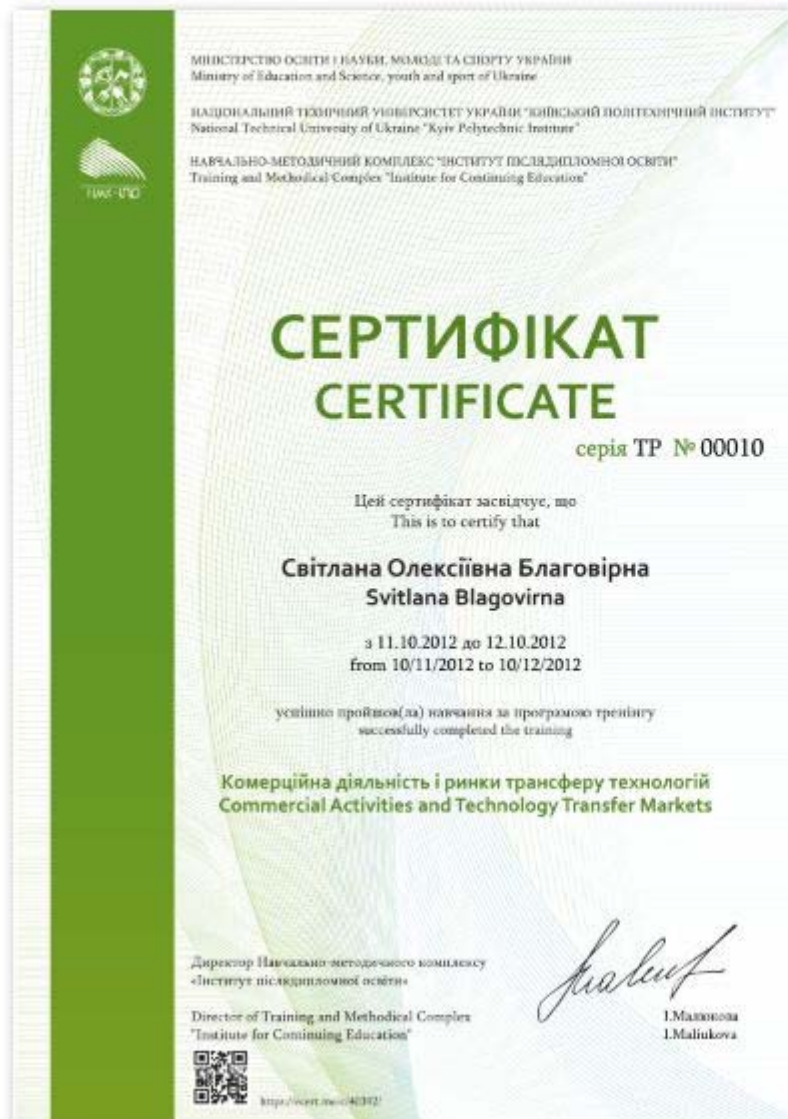 МІНІСТЕРСТВО ОСВІТИ І НАУКИ, МОЛОДІ ТА СПОРТУ УКРАЇНИ
Ministry of Education and Science, youth and sport of Ukraine
НАЦІОНАЛЬНИЙ ТЕХНІЧНИЙ УНІВЕРСИТЕТ УКРАЇНИ "КИЇВСЬКИЙ ПОЛІТЕХНІЧНИЙ ІНСТИТУТ"
National Technical University of Ukraine "Kyiv Polytechnic Institute"
НАВЧАЛЬНО-МЕТОДИЧНИЙ КОМПЛЕКС "ІНСТИТУТ ПІСЛЯДИПЛОМНОЇ ОСВІТИ"
Training and Methodical Complex "Institute for Continuing Education"
НМК-ІПО
СЕРТИФІКАТ
CERTIFICATE
серія ТР № 00010
Цей сертифікат засвідчує, що
This is to certify that
Світлана Олексіївна Благовірна
Svitlana Blagovirna
з 11.10.2012 до 12.10.2012
from 10/11/2012 to 10/12/2012
успішно пройшов(ла) навчання за програмою тренінгу
successfully completed the training
Комерційна діяльність і ринки трансферу технологій
Commercial Activities and Technology Transfer Markets
Директор Навчально-методичного комплексу
«Інститут післядипломної освіти»
Director of Training and Methodical Complex
"Institute for Continuing Education"
І.Малюкова
I.Maliukova